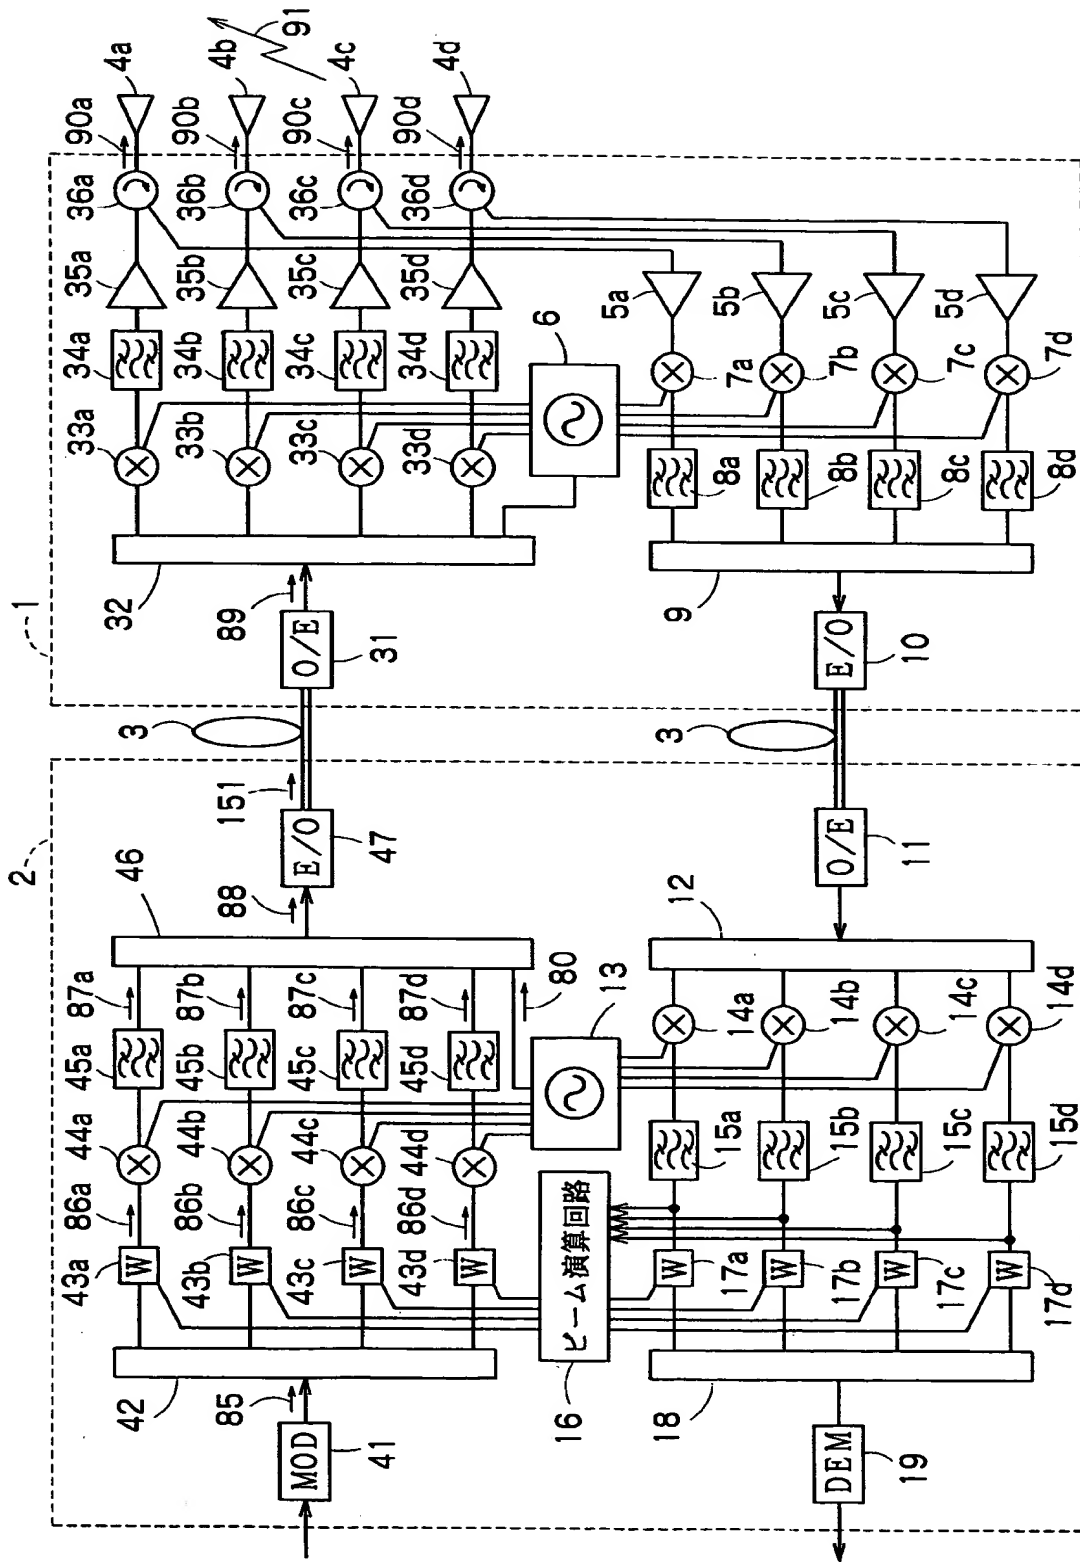 2
1
43a
86a
44a
45a
87a
46
32
33a
34a
35a
36a
90a
4a
43b
86b
44b
45b
87b
33b
34b
35b
36b
90b
4b
91
42
85
MOD
41
88
E/O
47
151
3
89
O/E
31
43c
86c
44c
45c
87c
33c
34c
35c
36c
90c
4c
43d
86d
44d
45d
87d
33d
34d
35d
36d
90d
4d
W
W
W
W
80
16
ビーム演算回路
13
6
12
9
W
17a
15a
14a
8a
7a
5a
W
17b
15b
14b
8b
7b
5b
18
DEM
19
O/E
11
3
E/O
10
W
17c
15c
14c
8c
7c
5c
W
17d
15d
14d
8d
7d
5d